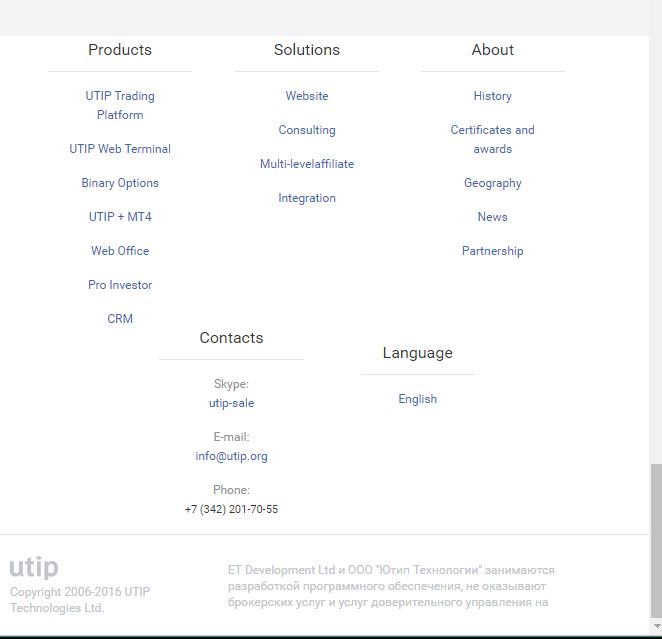 Products
UTIP Trading
Platform
UTIP Web Terminal
Binary Options
UTIP + MT4
Web Office
Pro Investor
CRM
Solutions
Website
Consulting
Multi-levelaffiliate
Integration
About
History
Certificates and
awards
Geography
News
Partnership
Contacts
Skype:
utip-sale
E-mail:
info@utip.org
Phone:
+7 (342) 201-70-55
Language
English
utip
Copyright 2006-2016 UTIP
Technologies Ltd.
ET Development Ltd и ООО "Ютип Технологии" занимаются
разработкой программного обеспечения, не оказывают
брокерских услуг и услуг доверительного управления на